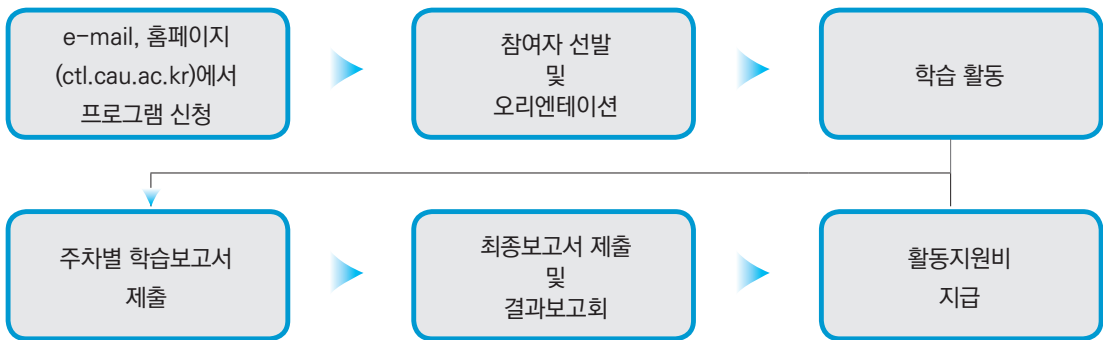 e-mail, 홈페이지
(ctl.cau.ac.kr)에서
프로그램 신청
참여자 선발
및
오리엔테이션
학습 활동
주차별 학습보고서
제출
최종보고서 제출
및
결과보고회
활동지원비
지급